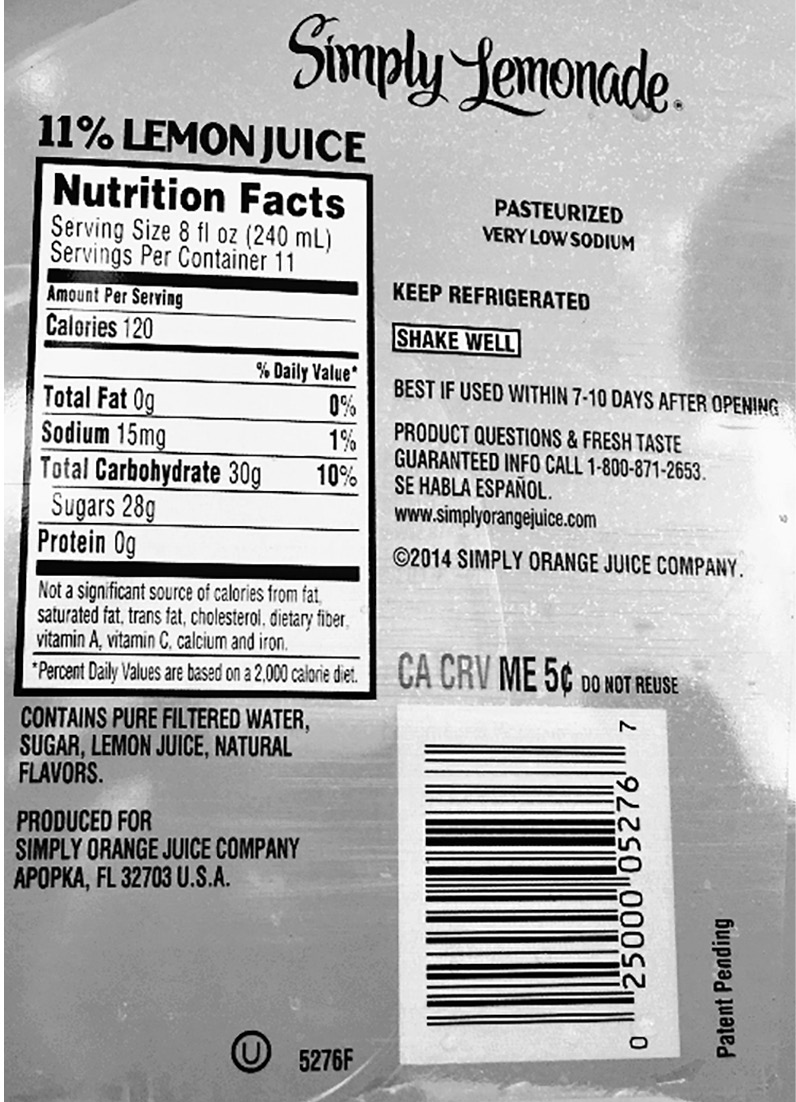 Simply Lemonade®
11% LEMON JUICE
Nutrition Facts
Serving Size 8 fl oz (240 mL)
Servings Per Container 11
Amount Per Serving
Calories 120
% Daily Value*
Total Fat 0g 0%
Sodium 15mg 1%
Total Carbohydrate 30g 10%
Sugars 28g
Protein 0g
Not a significant source of calories from fat,
saturated fat, trans fat, cholesterol, dietary fiber,
vitamin A, vitamin C, calcium and iron.
*Percent Daily Values are based on a 2,000 calorie diet.
CONTAINS PURE FILTERED WATER,
SUGAR, LEMON JUICE, NATURAL
FLAVORS.
PRODUCED FOR
SIMPLY ORANGE JUICE COMPANY
APOPKA, FL 32703 U.S.A.
U 5276F
PASTEURIZED
VERY LOW SODIUM
KEEP REFRIGERATED
SHAKE WELL
BEST IF USED WITHIN 7-10 DAYS AFTER OPENING
PRODUCT QUESTIONS & FRESH TASTE
GUARANTEED INFO CALL 1-800-871-2653.
SE HABLA ESPAÑOL.
www.simplyorangejuice.com
©2014 SIMPLY ORANGE JUICE COMPANY.
CA CRV ME 5¢ DO NOT REUSE
0 25000 05276 7
Patent Pending